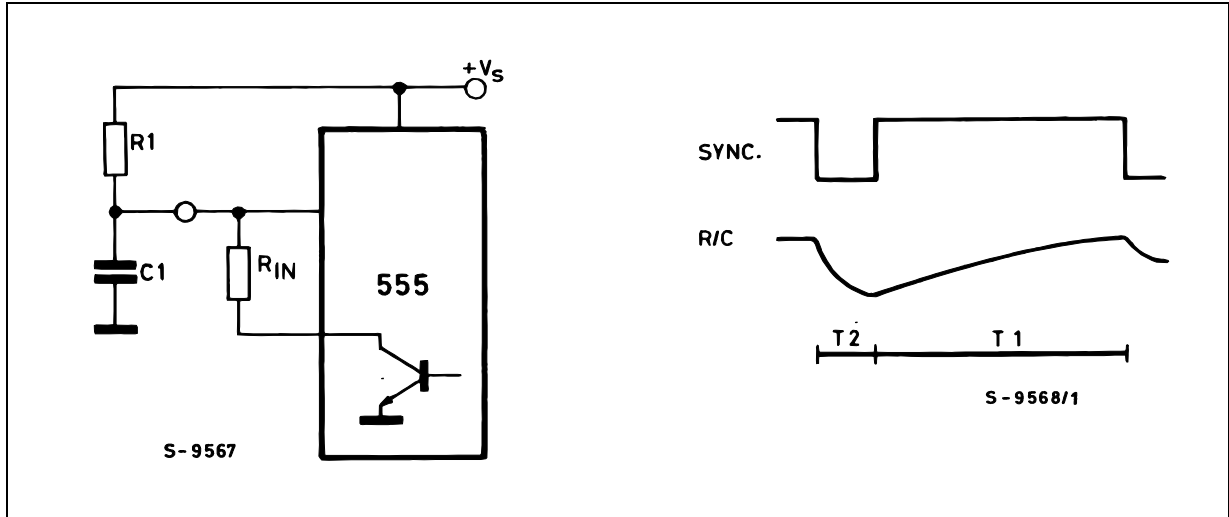 +VS
R1
C1
RIN
555
S-9567
SYNC.
R/C
T2
T1
S-9568/1